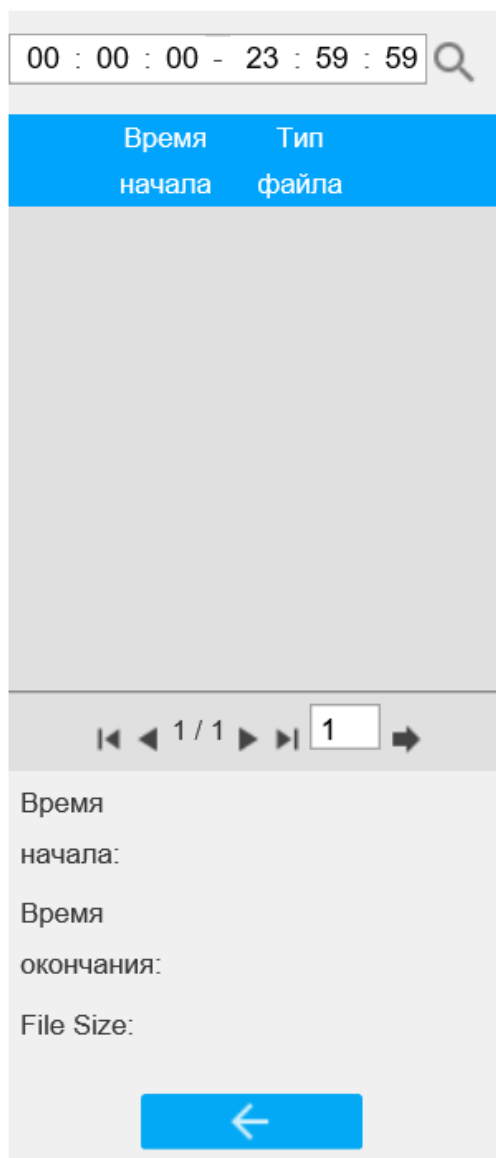 00 : 00 : 00 - 23 : 59 : 59
Время начала
Тип файла
1 / 1
1
Время
начала:
Время
окончания:
File Size: